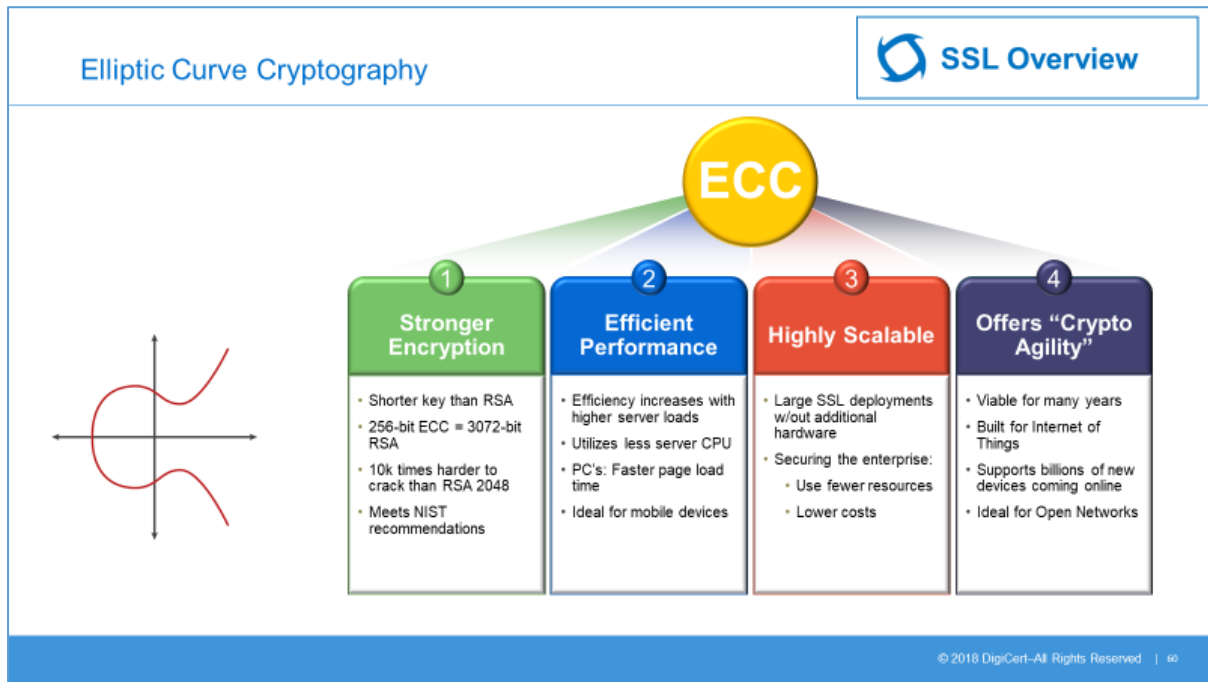 Elliptic Curve Cryptography
SSL Overview
ECC
1
Stronger
Encryption
• Shorter key than RSA
• 256-bit ECC = 3072-bit
RSA
• 10k times harder to
crack than RSA 2048
• Meets NIST
recommendations
2
Efficient
Performance
• Efficiency increases with
higher server loads
• Utilizes less server CPU
• PC's: Faster page load
time
• Ideal for mobile devices
3
Highly Scalable
• Large SSL deployments
w/out additional
hardware
• Securing the enterprise:
• Use fewer resources
• Lower costs
4
Offers “Crypto
Agility”
• Viable for many years
• Built for Internet of
Things
• Supports billions of new
devices coming online
• Ideal for Open Networks
© 2018 DigiCert–All Rights Reserved | 60